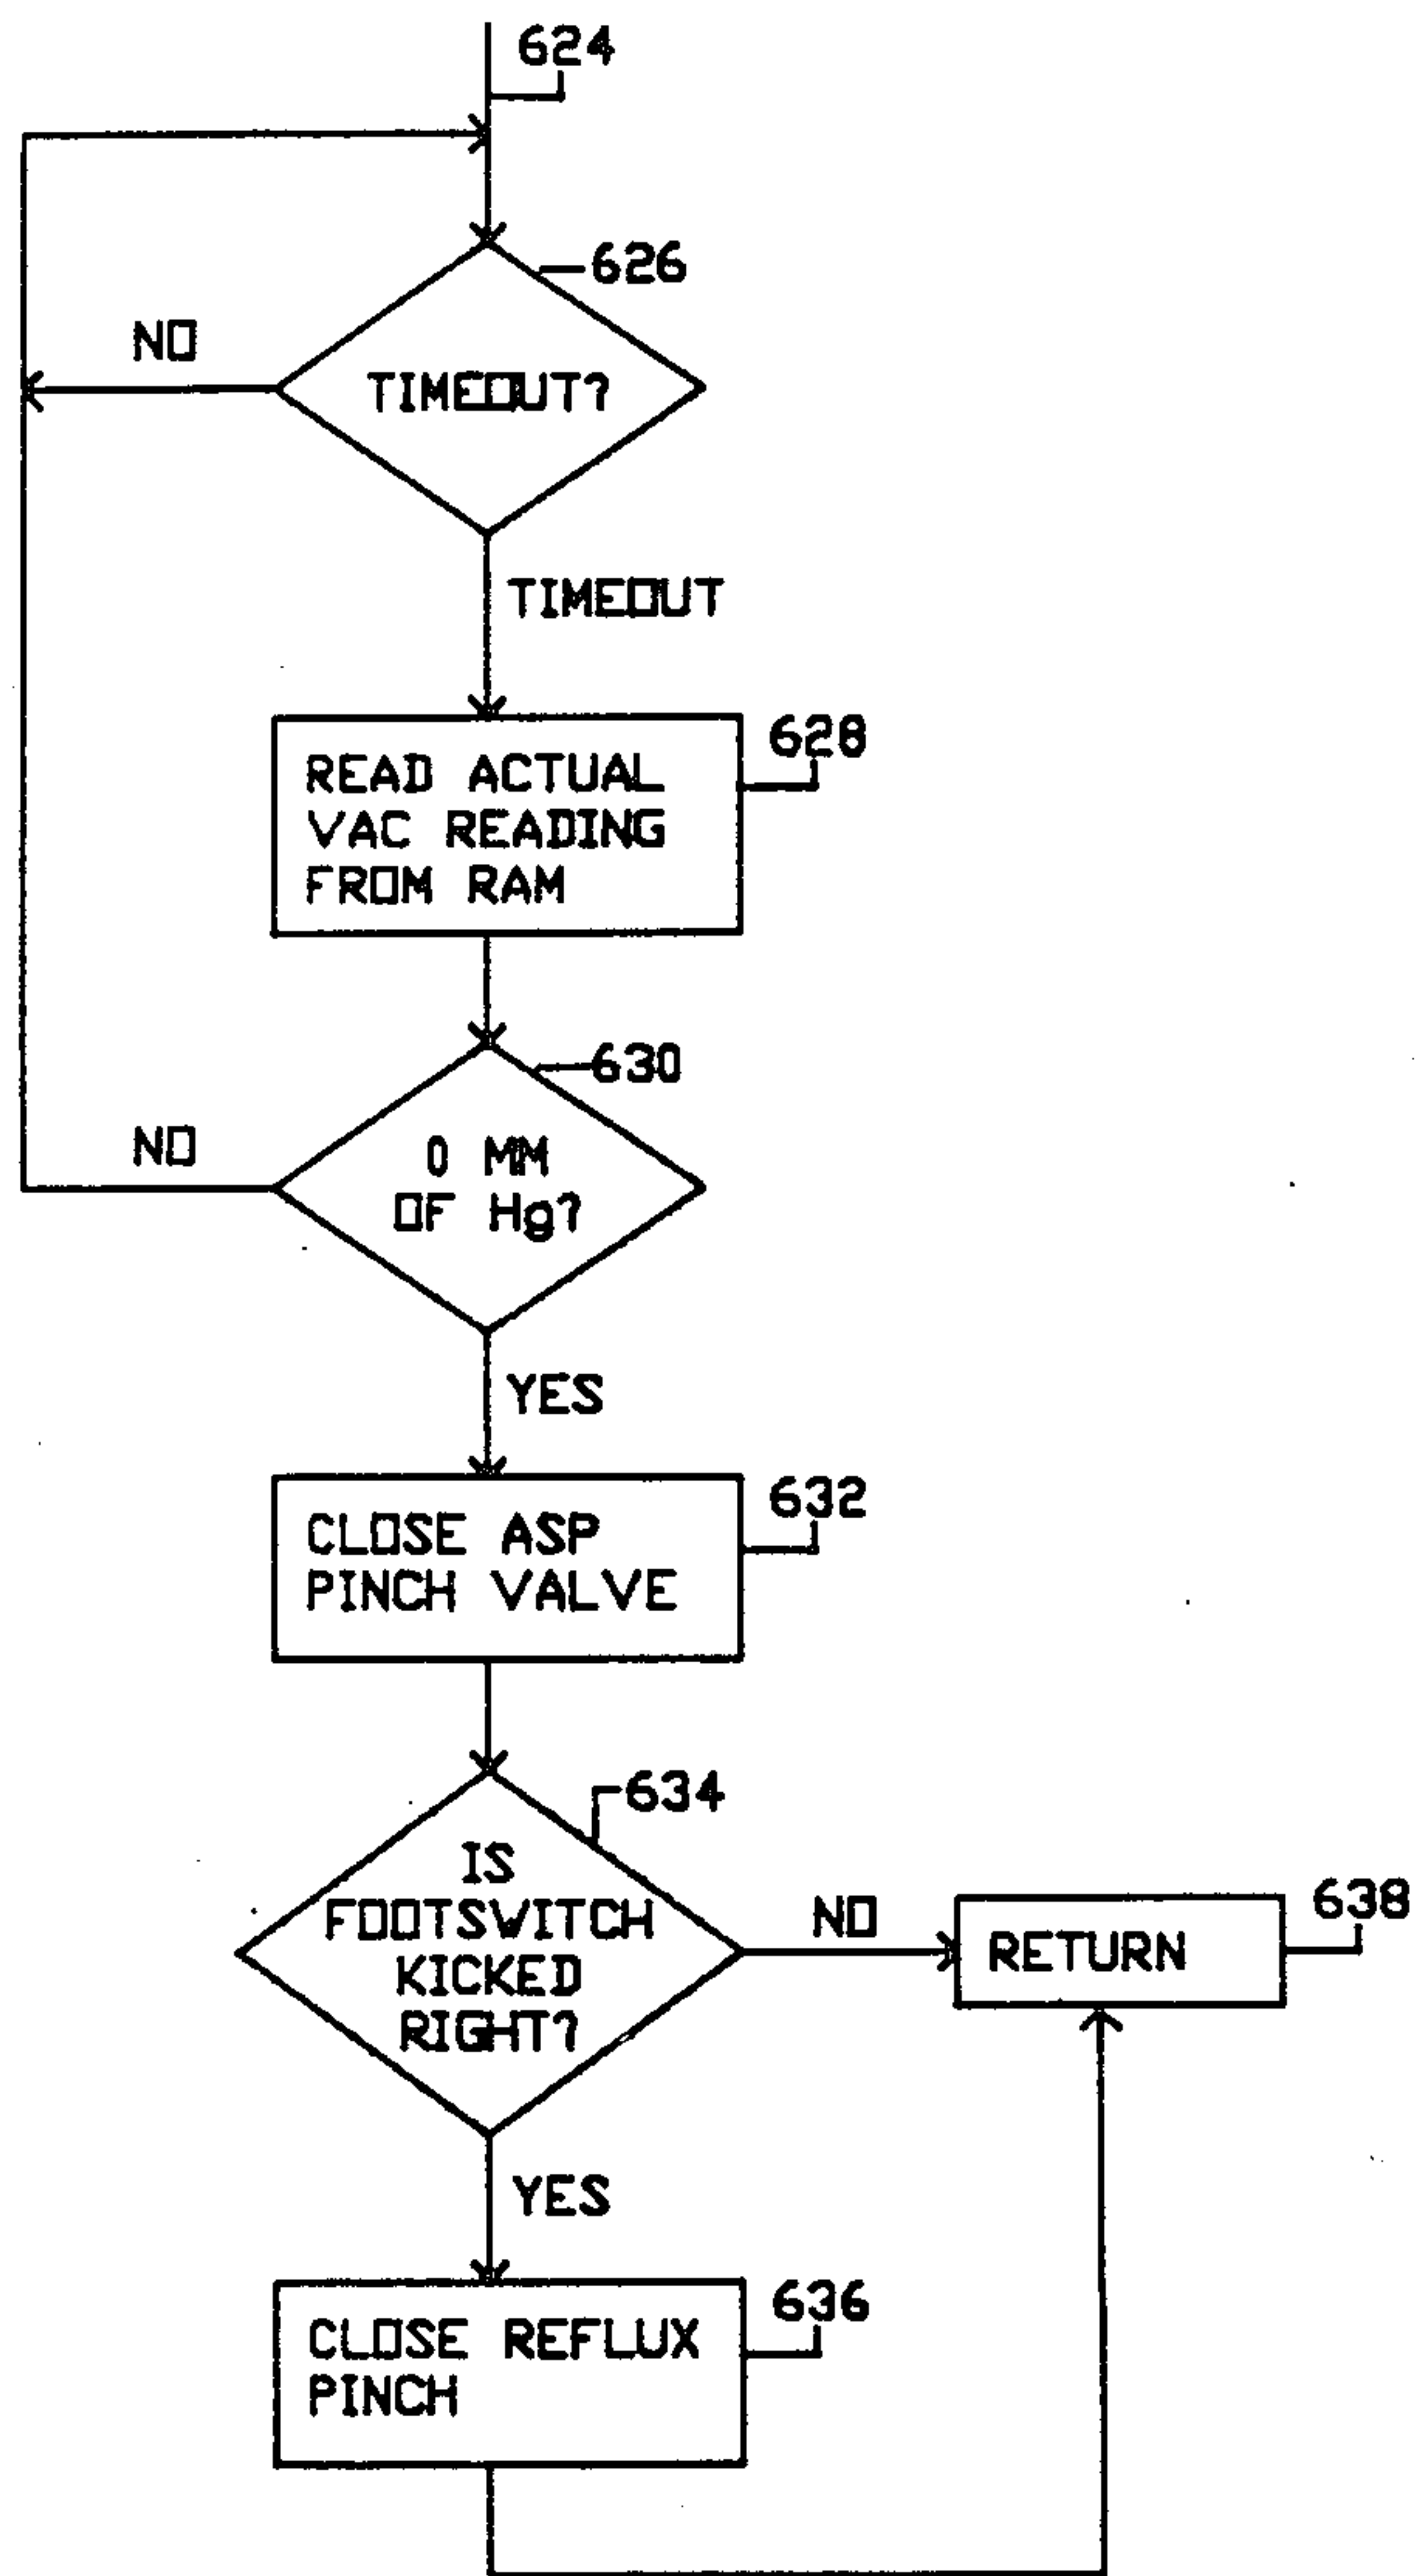 624
626
NO
TIMEOUT?
TIMEOUT
628
READ ACTUAL
VAC READING
FROM RAM
630
NO
0 MM
OF Hg?
YES
632
CLOSE ASP
PINCH VALVE
634
IS
FOOTSWITCH
KICKED
RIGHT?
NO
638
RETURN
YES
636
CLOSE REFLUX
PINCH